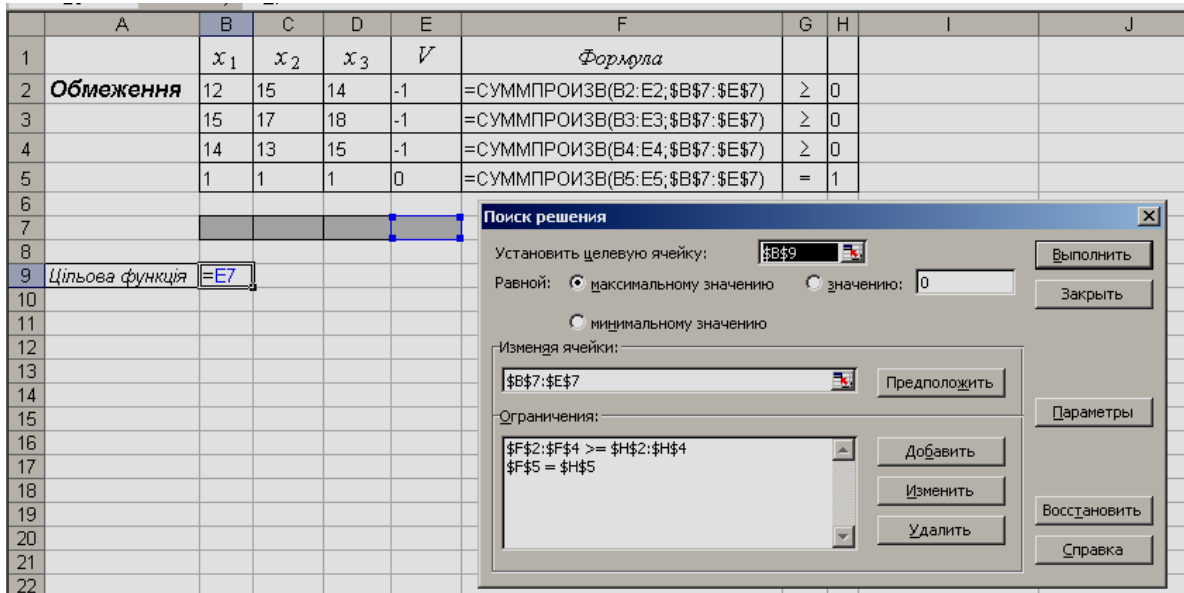 A B C D E F G H I J
1 x₁ x₂ x₃ V Формула
2 Обмеження 12 15 14 -1 =СУММПРОИЗВ(B2:E2;$B$7:$E$7) ≥ 0
3 15 17 18 -1 =СУММПРОИЗВ(B3:E3;$B$7:$E$7) ≥ 0
4 14 13 15 -1 =СУММПРОИЗВ(B4:E4;$B$7:$E$7) ≥ 0
5 1 1 1 0 =СУММПРОИЗВ(B5:E5;$B$7:$E$7) = 1
6
7
8
9 Цільова функція =E7
10
11
12
13
14
15
16
17
18
19
20
21
22
Поиск решения
Установить целевую ячейку: $B$9 Выполнить
Равной: максимальному значению значению: 0 Закрыть
минимальному значению
Изменяя ячейки:
$B$7:$E$7 Предположить
Ограничения: Параметры
$F$2:$F$4 >= $H$2:$H$4 Добавить
$F$5 = $H$5
Изменить
Восстановить
Удалить
Справка